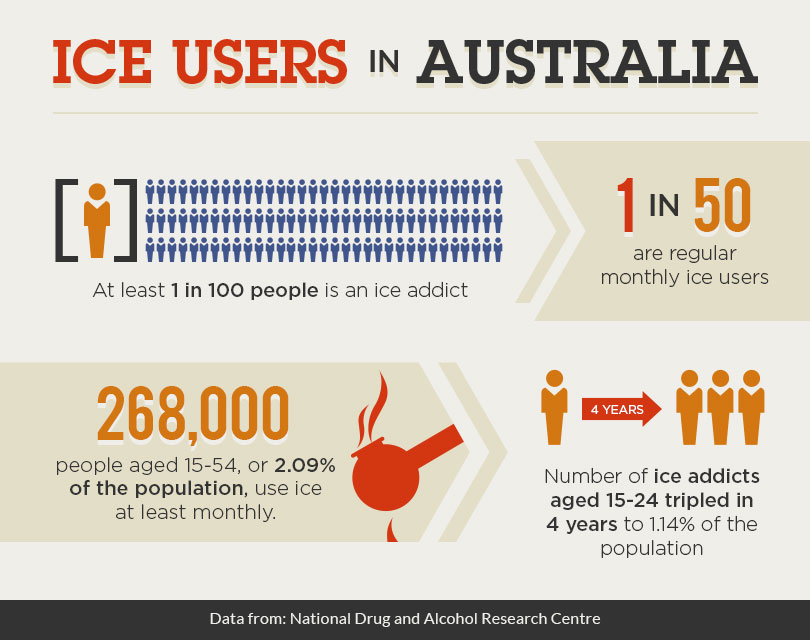 ICE USERS IN AUSTRALIA
At least 1 in 100 people is an ice addict
1 IN 50
are regular
monthly ice users
268,000
people aged 15-54, or 2.09%
of the population, use ice
at least monthly.
4 YEARS
Number of ice addicts
aged 15-24 tripled in
4 years to 1.14% of the
population
Data from: National Drug and Alcohol Research Centre